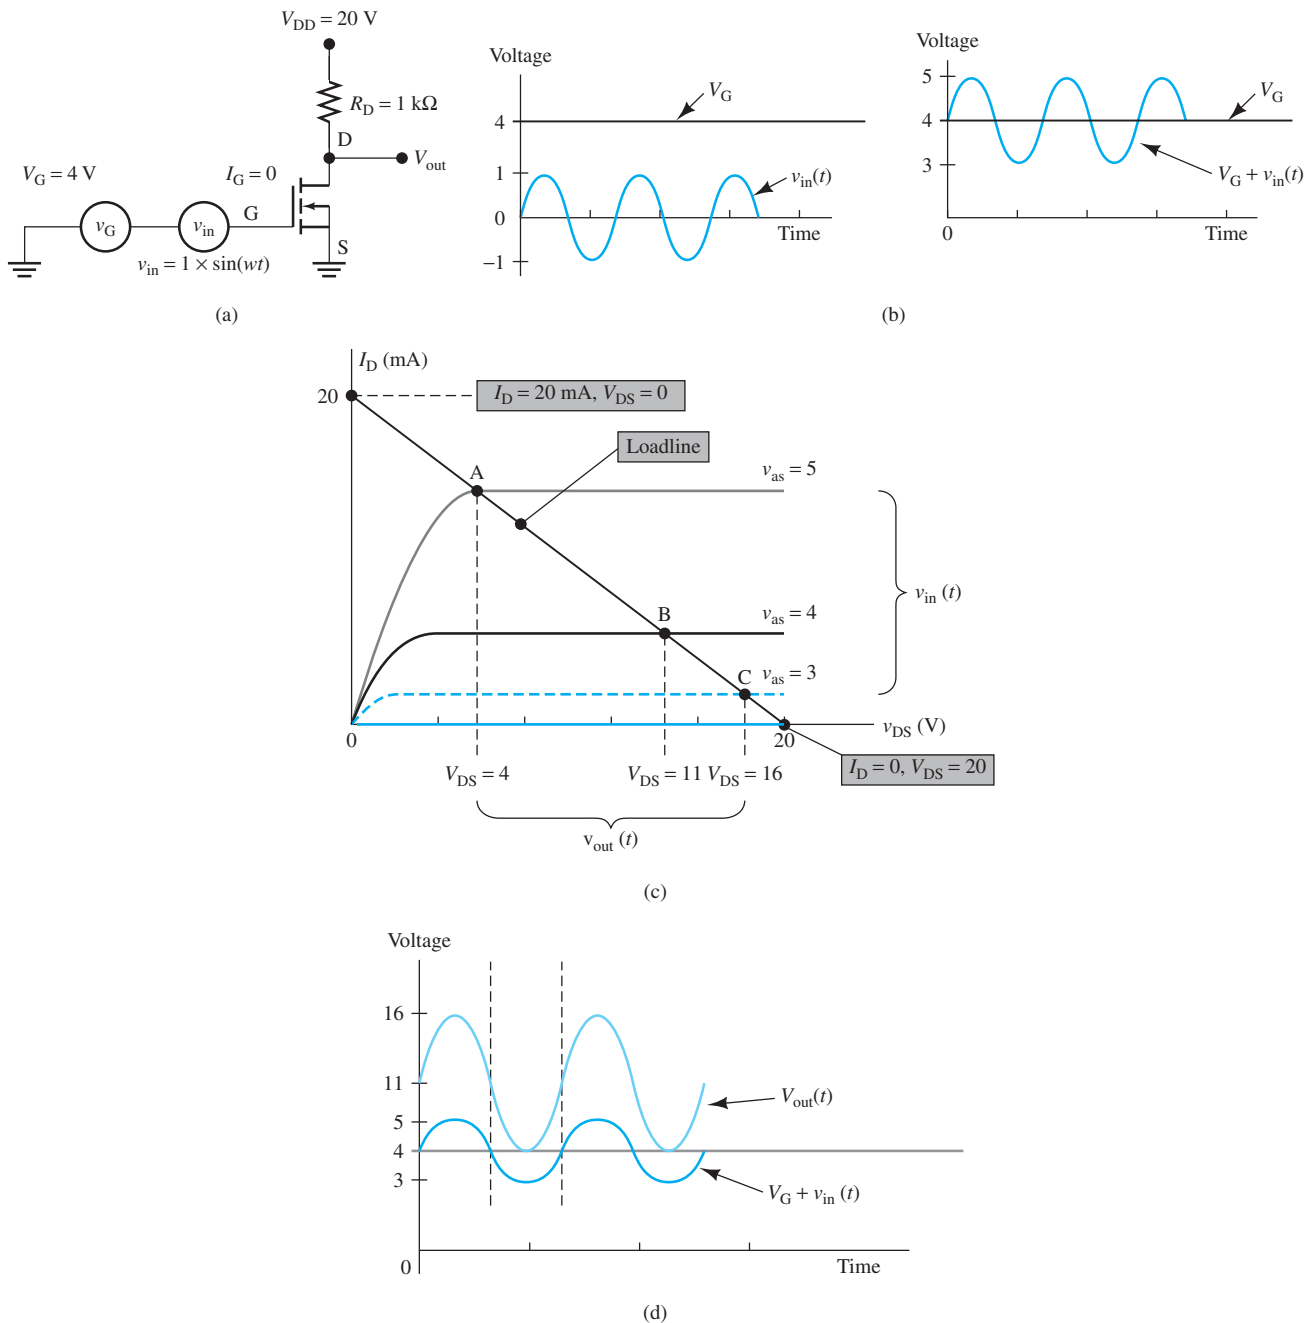 V_DD = 20 V
R_D = 1 kΩ
D
V_out
V_G = 4 V
I_G = 0
G
v_G
v_in
S
v_in = 1 × sin(wt)
(a)
Voltage
V_G
4
1
v_in(t)
0
Time
−1
Voltage
5
V_G
4
3
V_G + v_in(t)
0
Time
(b)
I_D (mA)
20
I_D = 20 mA, V_DS = 0
Loadline
A
v_as = 5
v_in (t)
B
v_as = 4
C
v_as = 3
v_DS (V)
0
20
V_DS = 4
V_DS = 11
V_DS = 16
I_D = 0, V_DS = 20
v_out (t)
(c)
Voltage
16
11
V_out(t)
5
4
3
V_G + v_in (t)
0
Time
(d)